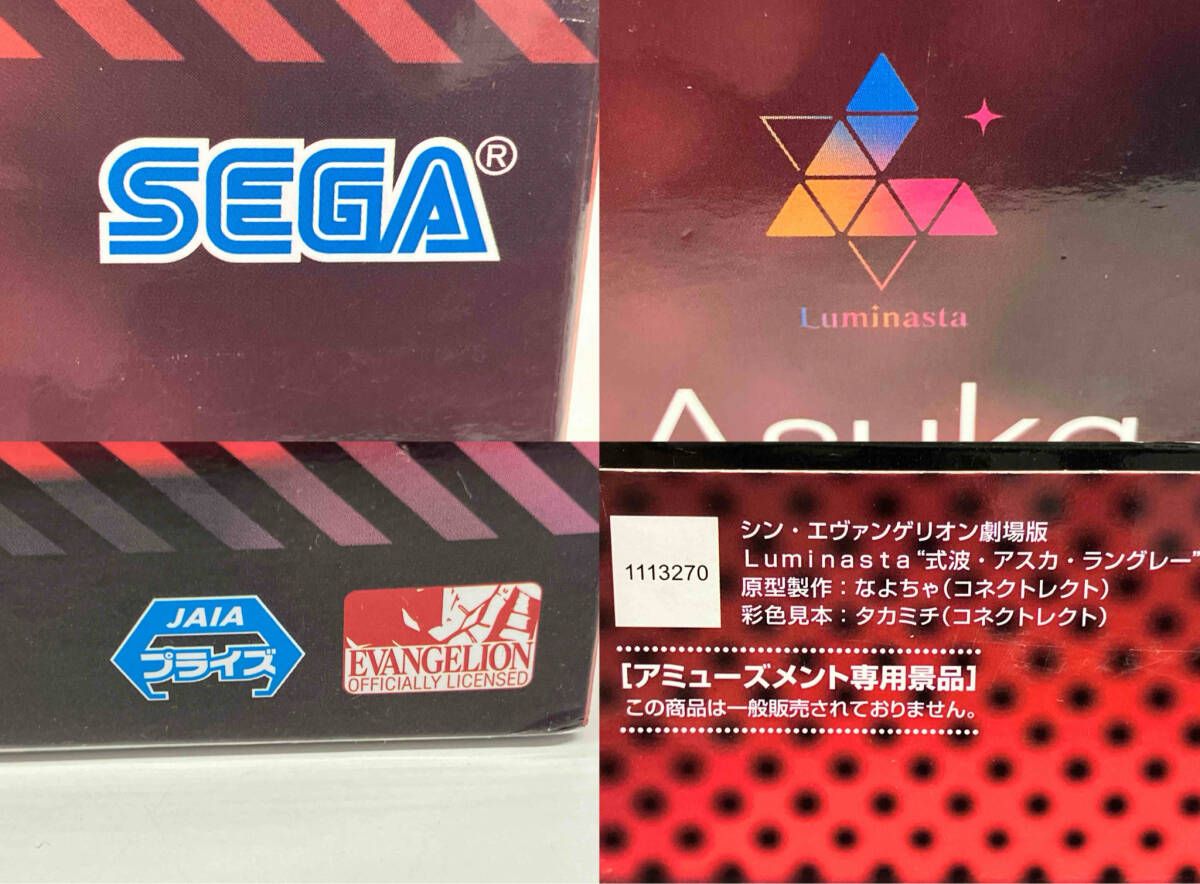 SEGA®
Luminasta
Asuka
JAIA
プライズ
EVANGELION
OFFICIALLY LICENSED
1113270
シン・エヴァンゲリオン劇場版
Luminasta“式波・アスカ・ラングレー”
原型製作：なよちゃ(コネクトレクト)
彩色見本：タカミチ(コネクトレクト)
[アミューズメント専用景品]
この商品は一般販売されておりません。